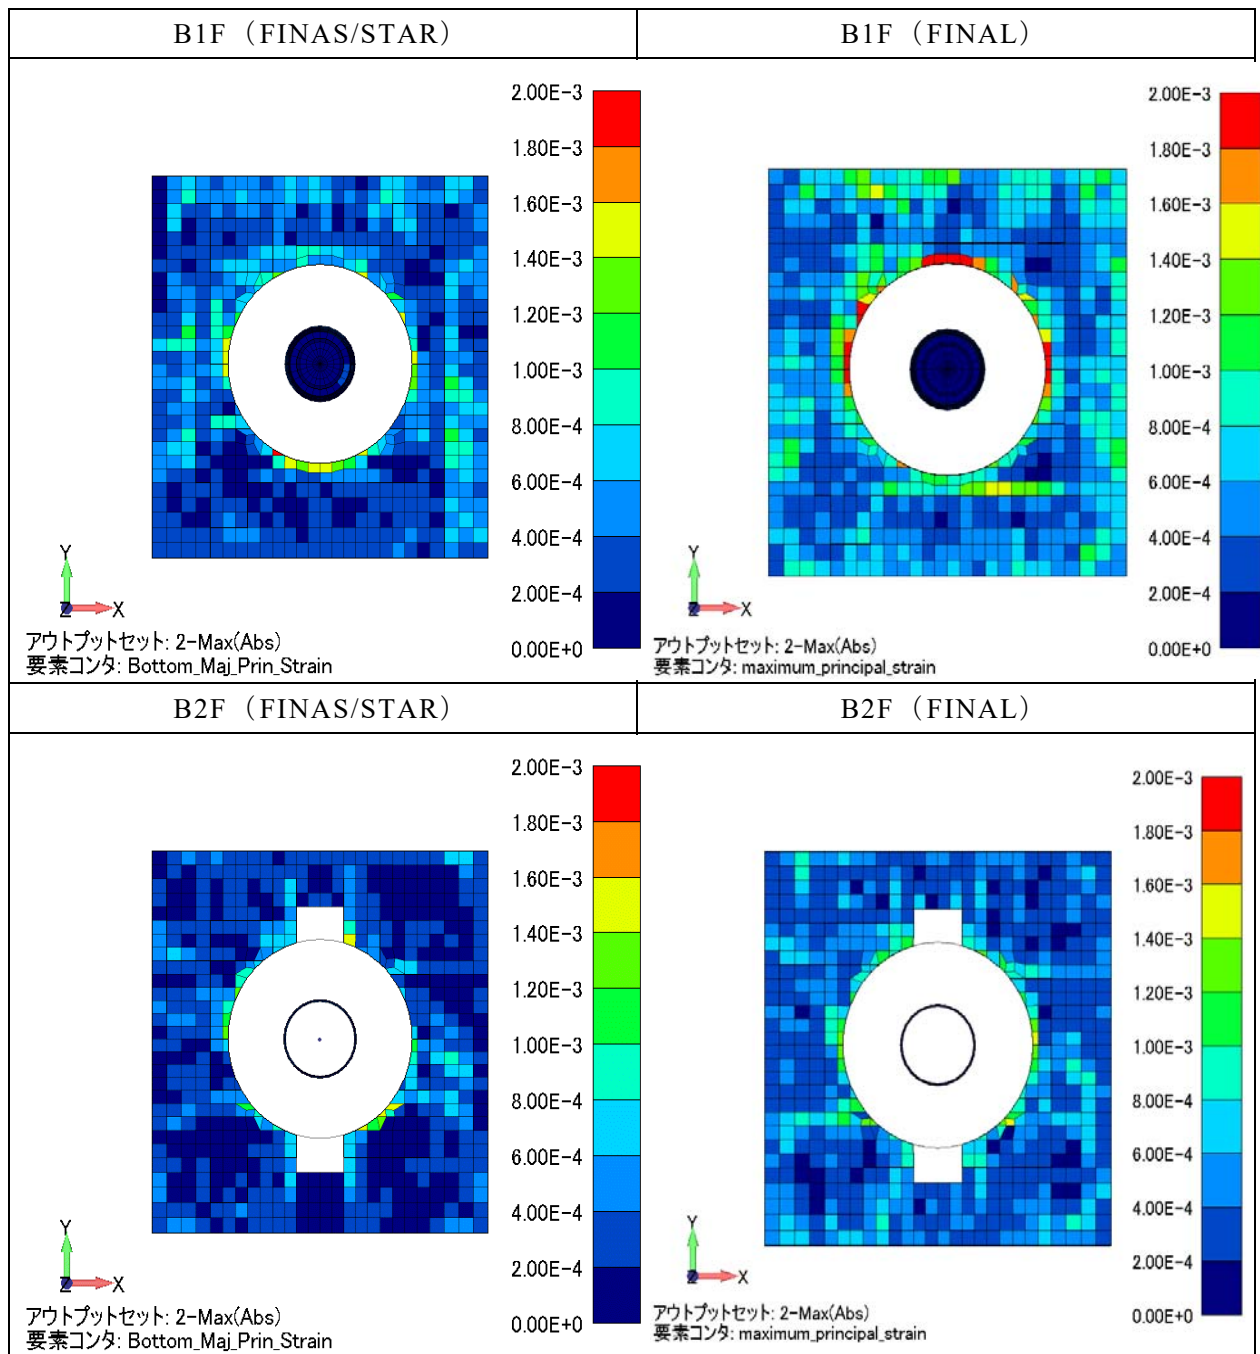 B1F（FINAS/STAR）
B1F（FINAL）
2.00E-3
1.80E-3
1.60E-3
1.40E-3
1.20E-3
1.00E-3
8.00E-4
6.00E-4
4.00E-4
2.00E-4
0.00E+0
Y
Z
X
アウトプットセット: 2-Max(Abs)
要素コンタ: Bottom_Maj_Prin_Strain
2.00E-3
1.80E-3
1.60E-3
1.40E-3
1.20E-3
1.00E-3
8.00E-4
6.00E-4
4.00E-4
2.00E-4
0.00E+0
Y
Z
X
アウトプットセット: 2-Max(Abs)
要素コンタ: maximum_principal_strain
B2F（FINAS/STAR）
B2F（FINAL）
2.00E-3
1.80E-3
1.60E-3
1.40E-3
1.20E-3
1.00E-3
8.00E-4
6.00E-4
4.00E-4
2.00E-4
0.00E+0
Y
Z
X
アウトプットセット: 2-Max(Abs)
要素コンタ: Bottom_Maj_Prin_Strain
2.00E-3
1.80E-3
1.60E-3
1.40E-3
1.20E-3
1.00E-3
8.00E-4
6.00E-4
4.00E-4
2.00E-4
0.00E+0
Y
Z
X
アウトプットセット: 2-Max(Abs)
要素コンタ: maximum_principal_strain